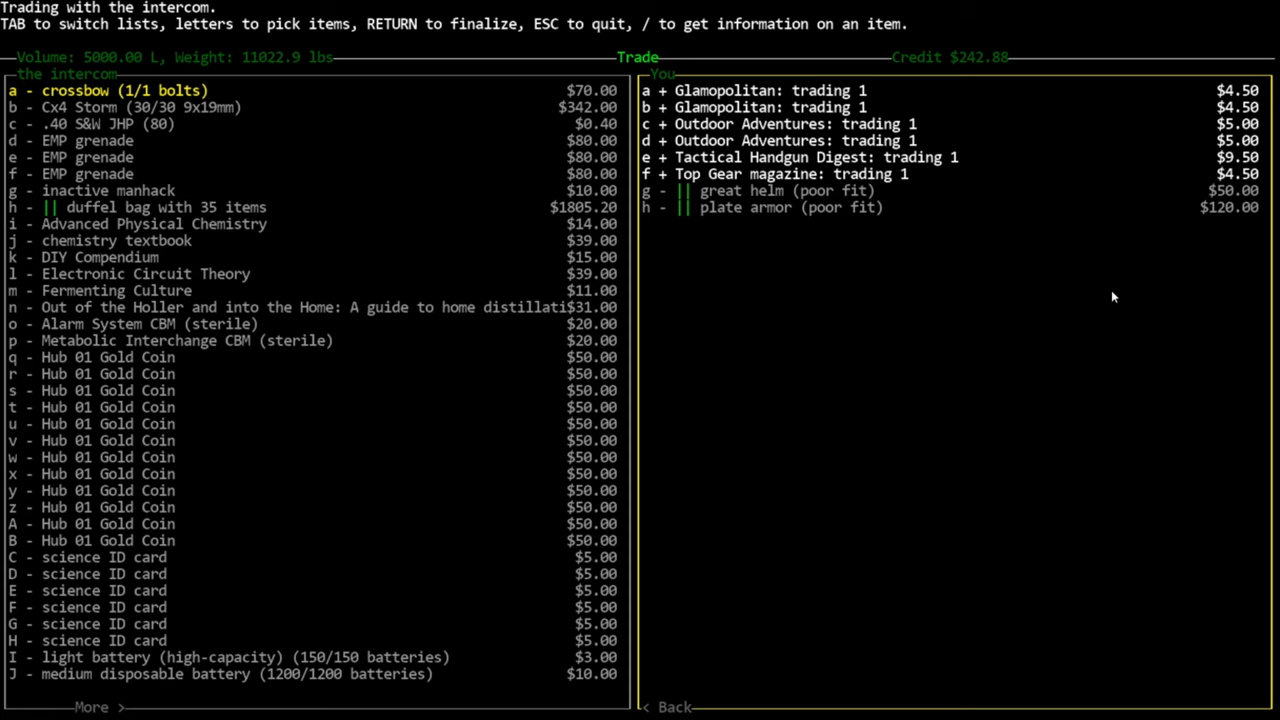 Trading with the intercom.
TAB to switch lists, letters to pick items, RETURN to finalize, ESC to quit, / to get information on an item.
Volume: 5000.00 L, Weight: 11022.9 lbs Trade Credit $242.88
the intercom
a - crossbow (1/1 bolts) $70.00
b - Cx4 Storm (30/30 9x19mm) $342.00
c - .40 S&W JHP (80) $0.40
d - EMP grenade $80.00
e - EMP grenade $80.00
f - EMP grenade $80.00
g - inactive manhack $10.00
h - || duffel bag with 35 items $1805.20
i - Advanced Physical Chemistry $14.00
j - chemistry textbook $39.00
k - DIY Compendium $15.00
l - Electronic Circuit Theory $39.00
m - Fermenting Culture $11.00
n - Out of the Holler and into the Home: A guide to home distillati$31.00
o - Alarm System CBM (sterile) $20.00
p - Metabolic Interchange CBM (sterile) $20.00
q - Hub 01 Gold Coin $50.00
r - Hub 01 Gold Coin $50.00
s - Hub 01 Gold Coin $50.00
t - Hub 01 Gold Coin $50.00
u - Hub 01 Gold Coin $50.00
v - Hub 01 Gold Coin $50.00
w - Hub 01 Gold Coin $50.00
x - Hub 01 Gold Coin $50.00
y - Hub 01 Gold Coin $50.00
z - Hub 01 Gold Coin $50.00
A - Hub 01 Gold Coin $50.00
B - Hub 01 Gold Coin $50.00
C - science ID card $5.00
D - science ID card $5.00
E - science ID card $5.00
F - science ID card $5.00
G - science ID card $5.00
H - science ID card $5.00
I - light battery (high-capacity) (150/150 batteries) $3.00
J - medium disposable battery (1200/1200 batteries) $10.00
More >
You
a + Glamopolitan: trading 1 $4.50
b + Glamopolitan: trading 1 $4.50
c + Outdoor Adventures: trading 1 $5.00
d + Outdoor Adventures: trading 1 $5.00
e + Tactical Handgun Digest: trading 1 $9.50
f + Top Gear magazine: trading 1 $4.50
g - || great helm (poor fit) $50.00
h - || plate armor (poor fit) $120.00
< Back